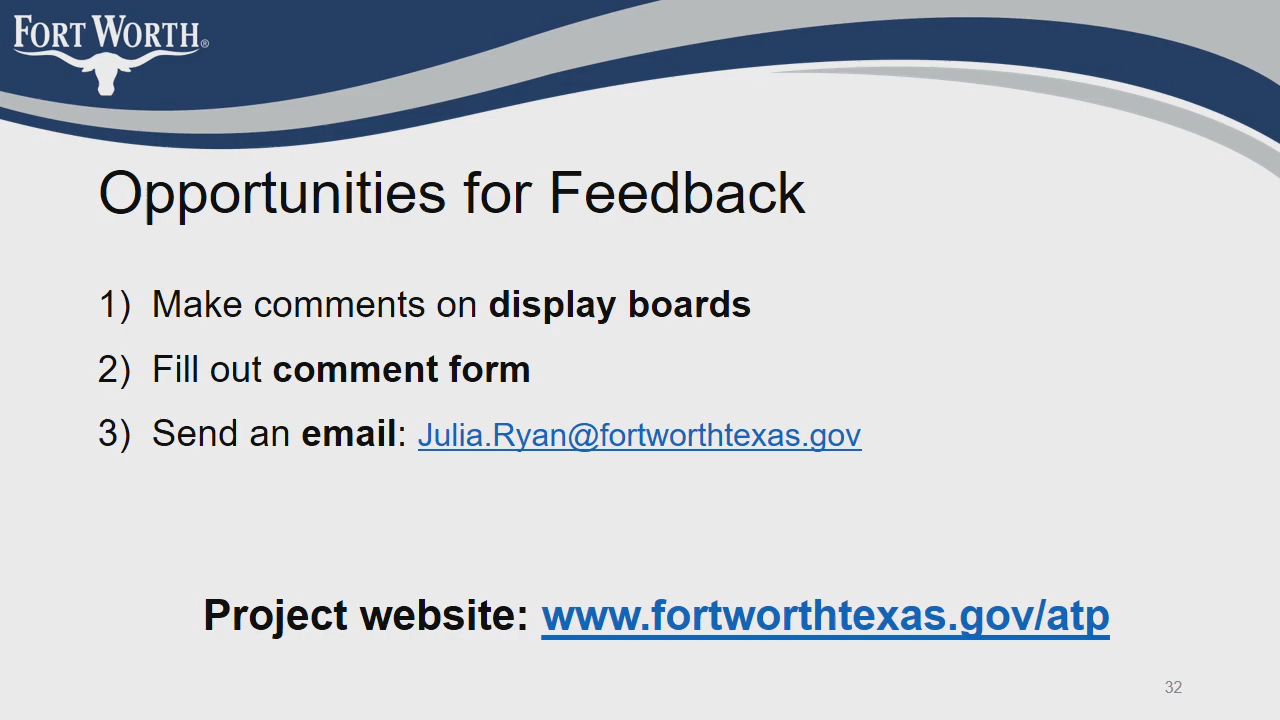 FORT WORTH®
Opportunities for Feedback
1) Make comments on display boards
2) Fill out comment form
3) Send an email: Julia.Ryan@fortworthtexas.gov
Project website: www.fortworthtexas.gov/atp
32